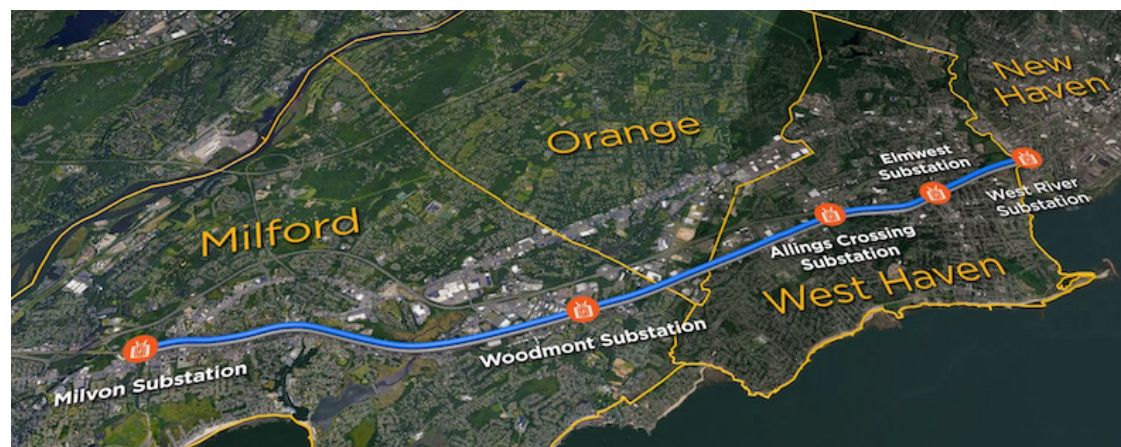 New
Haven
Orange
Elmwest
Substation
West River
Substation
Milford
Allings Crossing
Substation
West Haven
Woodmont Substation
Milvon Substation